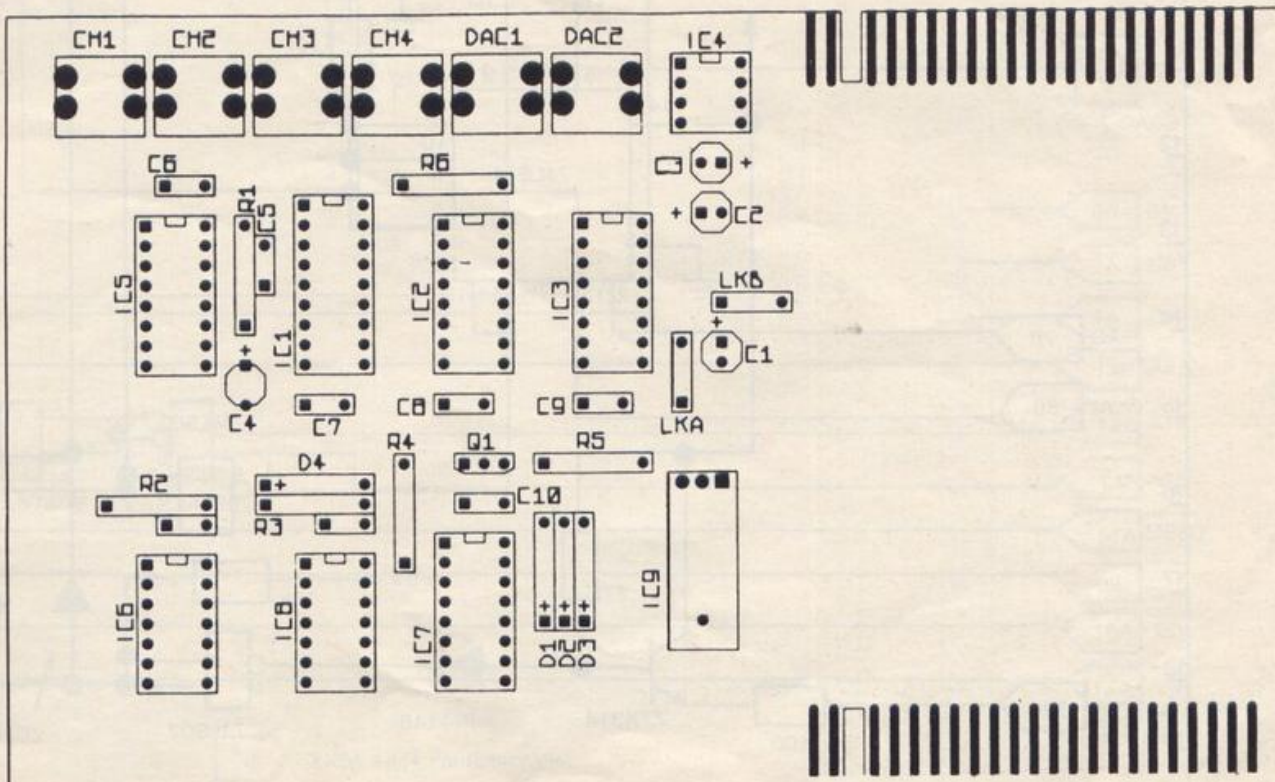 CH1 CH2 CH3 CH4 DAC1 DAC2 IC4
C6 R6 +
R1 C5 + C2
IC5 IC1 IC2 IC3 LKB
+ + C1
C4 C7 C8 C9 LKA
D4 R4 Q1 R5
R2 + C10
R3
IC6 IC8 IC7 + + + IC9
D1 D2 D3